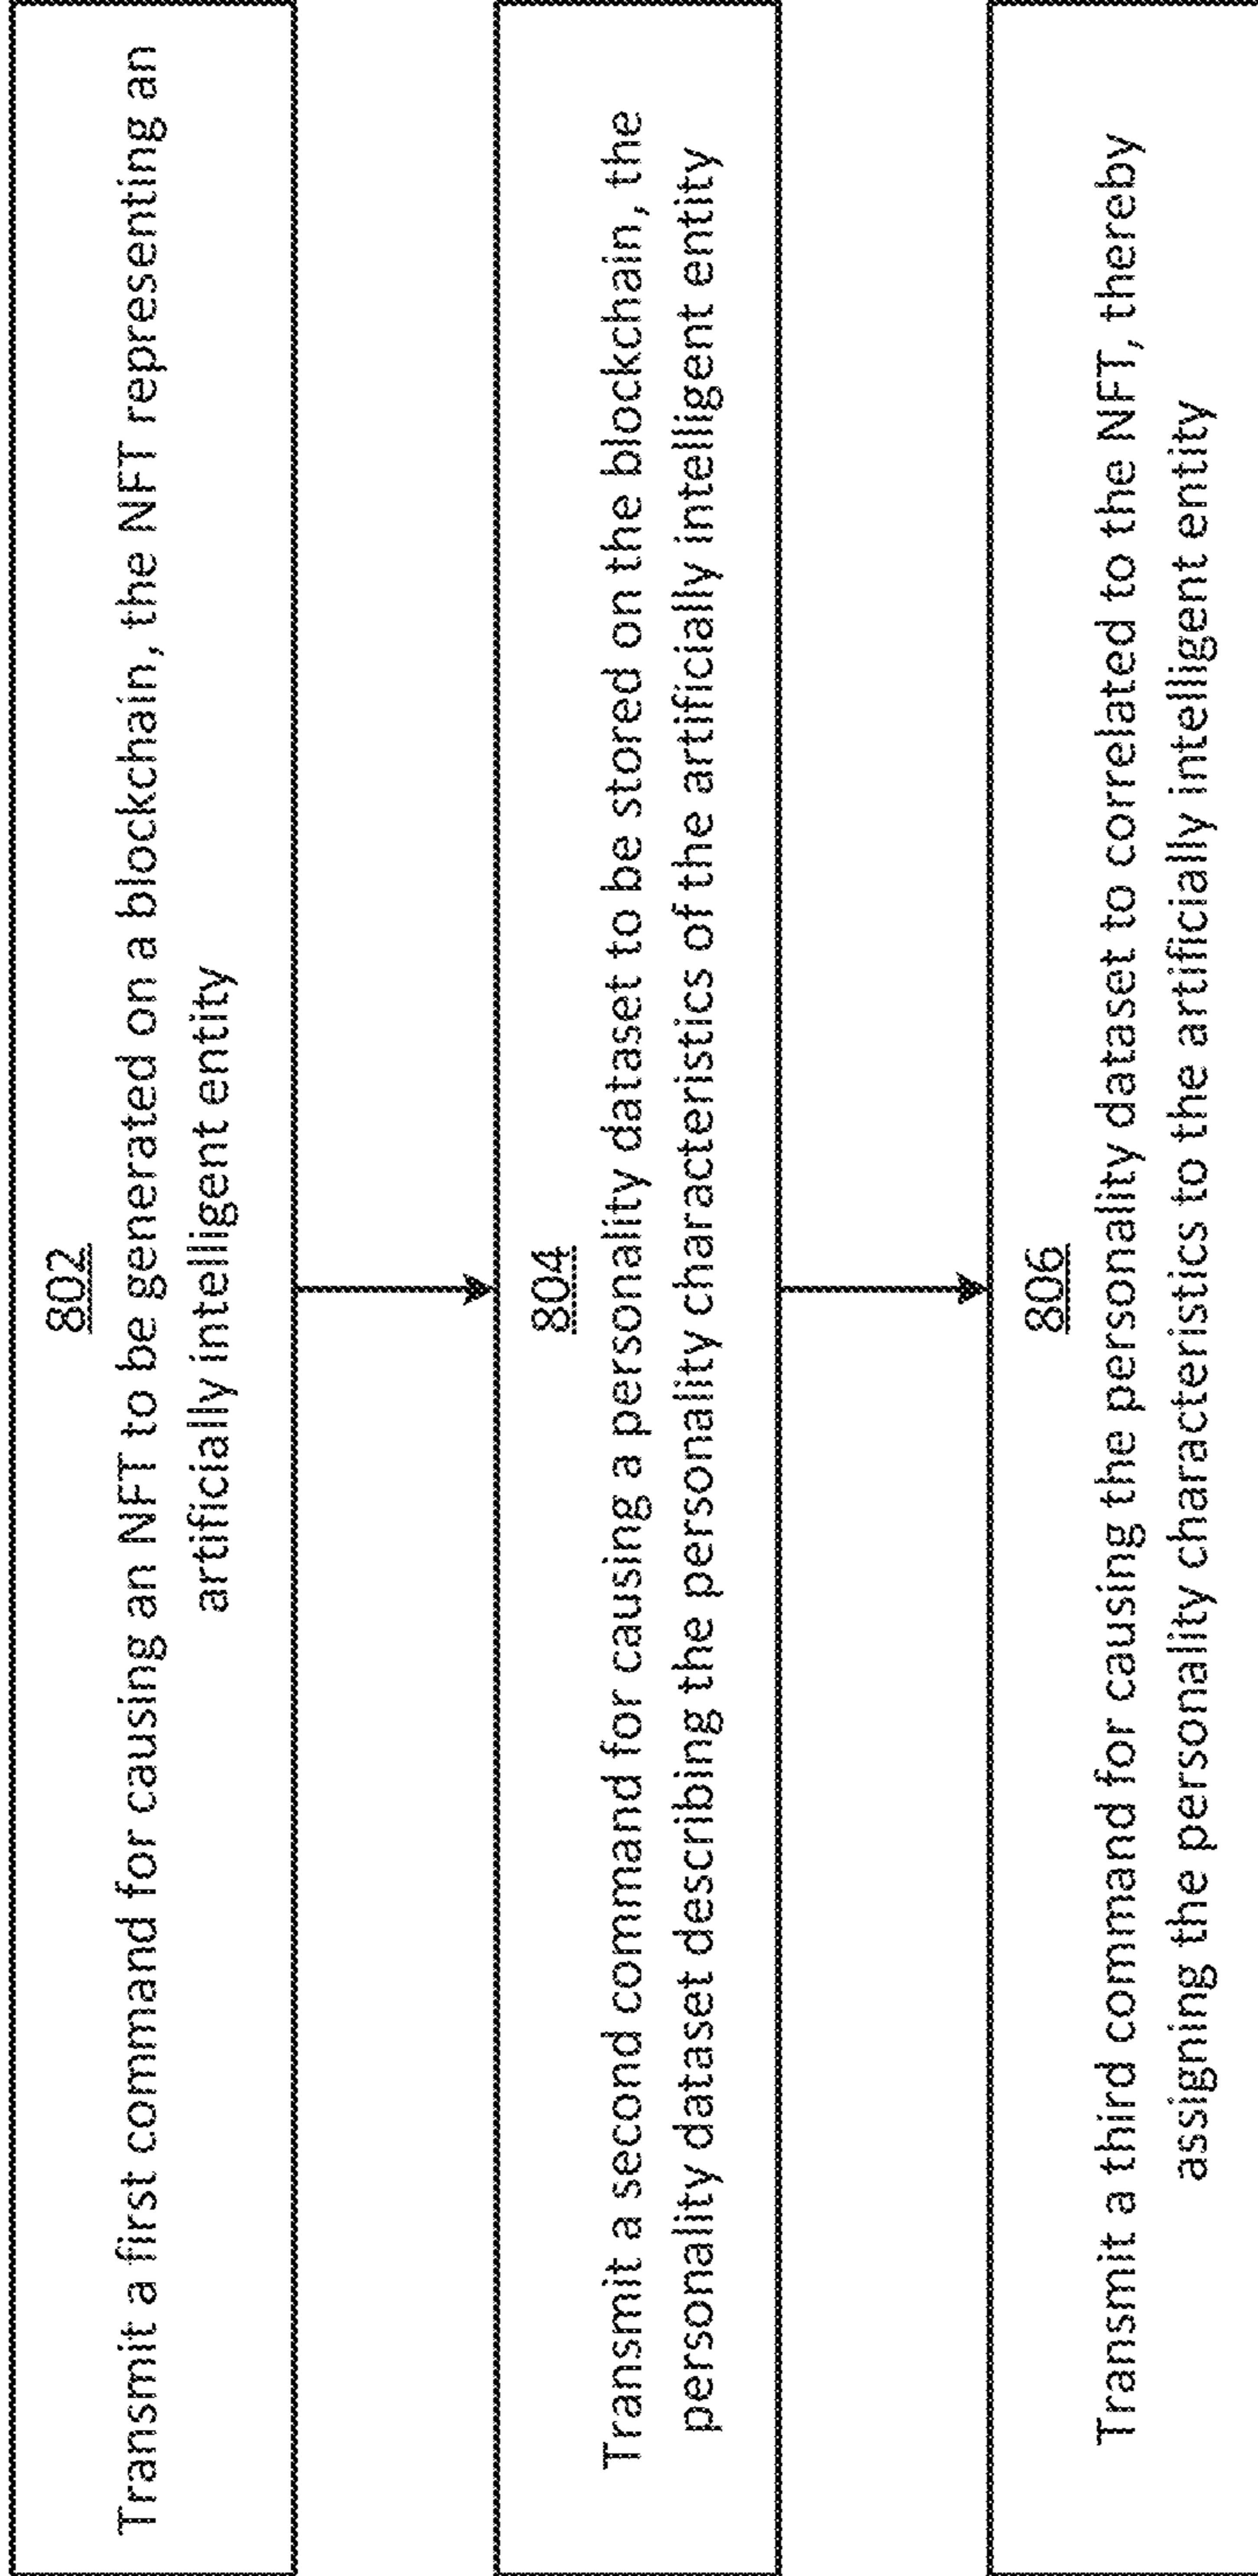 802
Transmit a first command for causing an NFT to be generated on a blockchain, the NFT representing an
artificially intelligent entity
804
Transmit a second command for causing a personality dataset to be stored on the blockchain, the
personality dataset describing the personality characteristics of the artificially intelligent entity
806
Transmit a third command for causing the personality dataset to correlated to the NFT, thereby
assigning the personality characteristics to the artificially intelligent entity